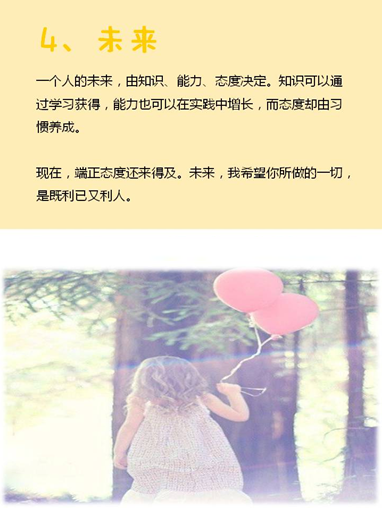 4、未来
一个人的未来，由知识、能力、态度决定。知识可以通
过学习获得，能力也可以在实践中增长，而态度却由习
惯养成。
现在，端正态度还来得及。未来，我希望你所做的一切，
是既利已又利人。